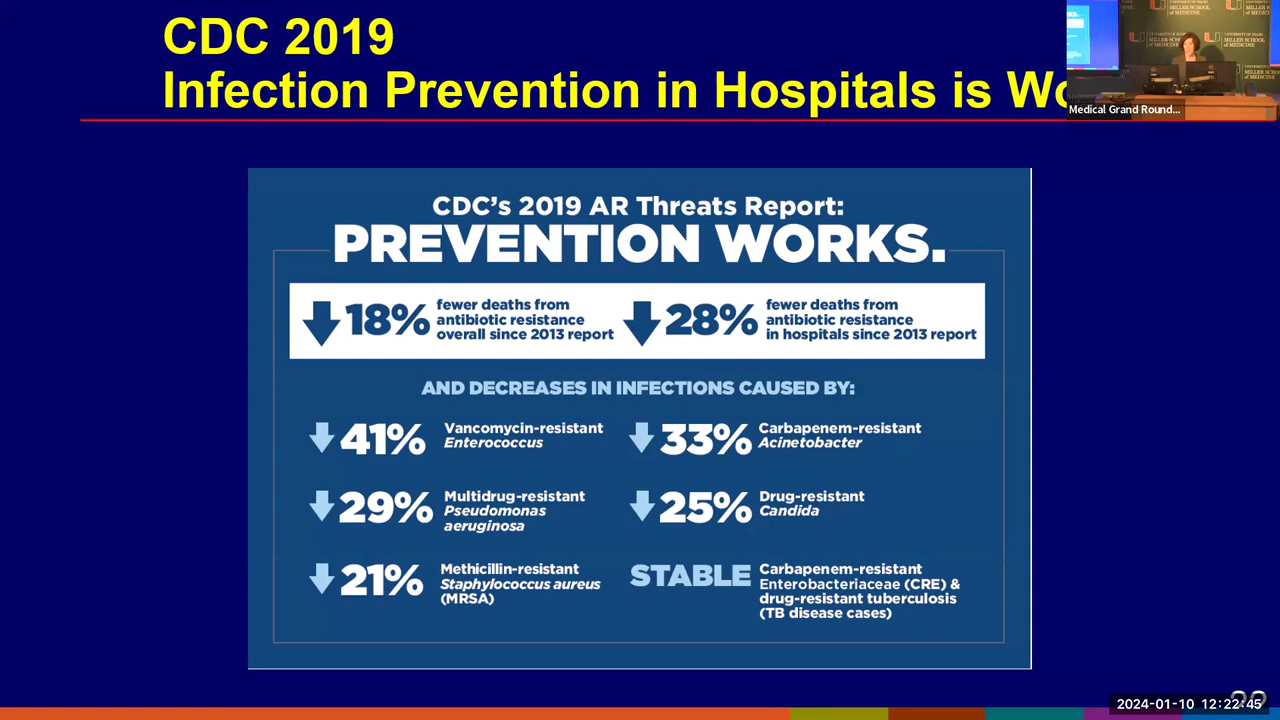 CDC 2019
Infection Prevention in Hospitals is Wo
Medical Grand Round...
CDC's 2019 AR Threats Report:
PREVENTION WORKS.
18% fewer deaths from
antibiotic resistance
overall since 2013 report
28% fewer deaths from
antibiotic resistance
in hospitals since 2013 report
AND DECREASES IN INFECTIONS CAUSED BY:
41% Vancomycin-resistant
Enterococcus
33% Carbapenem-resistant
Acinetobacter
29% Multidrug-resistant
Pseudomonas
aeruginosa
25% Drug-resistant
Candida
21% Methicillin-resistant
Staphylococcus aureus
(MRSA)
STABLE Carbapenem-resistant
Enterobacteriaceae (CRE) &
drug-resistant tuberculosis
(TB disease cases)
2024-01-10 12:22:45